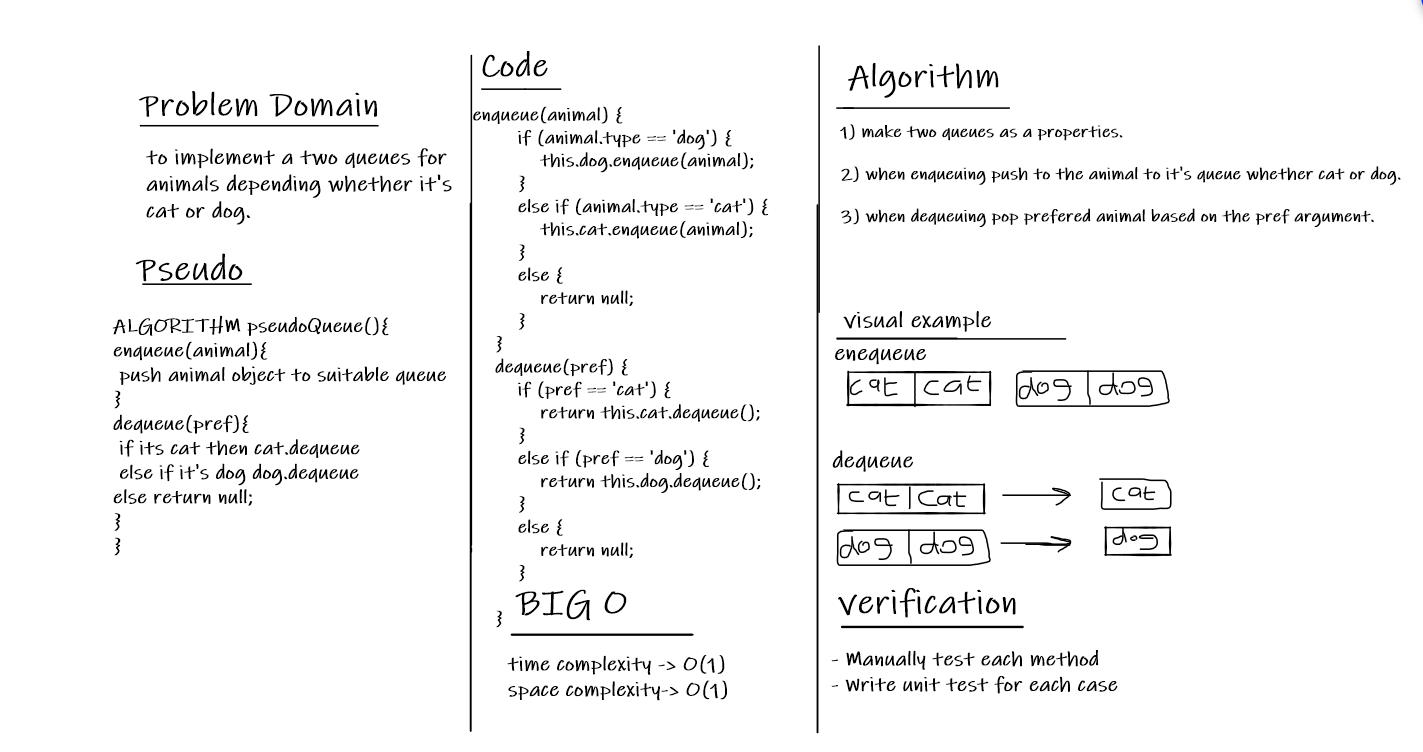 Problem Domain
to implement a two queues for
animals depending whether it's
cat or dog.
Pseudo
ALGORITHM pseudoQueue(){
enqueue(animal){
push animal object to suitable queue
}
dequeue(pref){
if its cat then cat.dequeue
else if it's dog dog.dequeue
else return null;
}
}
Code
enqueue(animal) {
if (animal.type == 'dog') {
this.dog.enqueue(animal);
}
else if (animal.type == 'cat') {
this.cat.enqueue(animal);
}
else {
return null;
}
}
dequeue(pref) {
if (pref == 'cat') {
return this.cat.dequeue();
}
else if (pref == 'dog') {
return this.dog.dequeue();
}
else {
return null;
}
}
BIG O
time complexity -> O(1)
space complexity-> O(1)
Algorithm
1) make two queues as a properties.
2) when enqueuing push to the animal to it's queue whether cat or dog.
3) when dequeuing pop prefered animal based on the pref argument.
visual example
enequeue
cat cat dog dog
dequeue
cat Cat cat
dog dog dog
verification
- Manually test each method
- Write unit test for each case